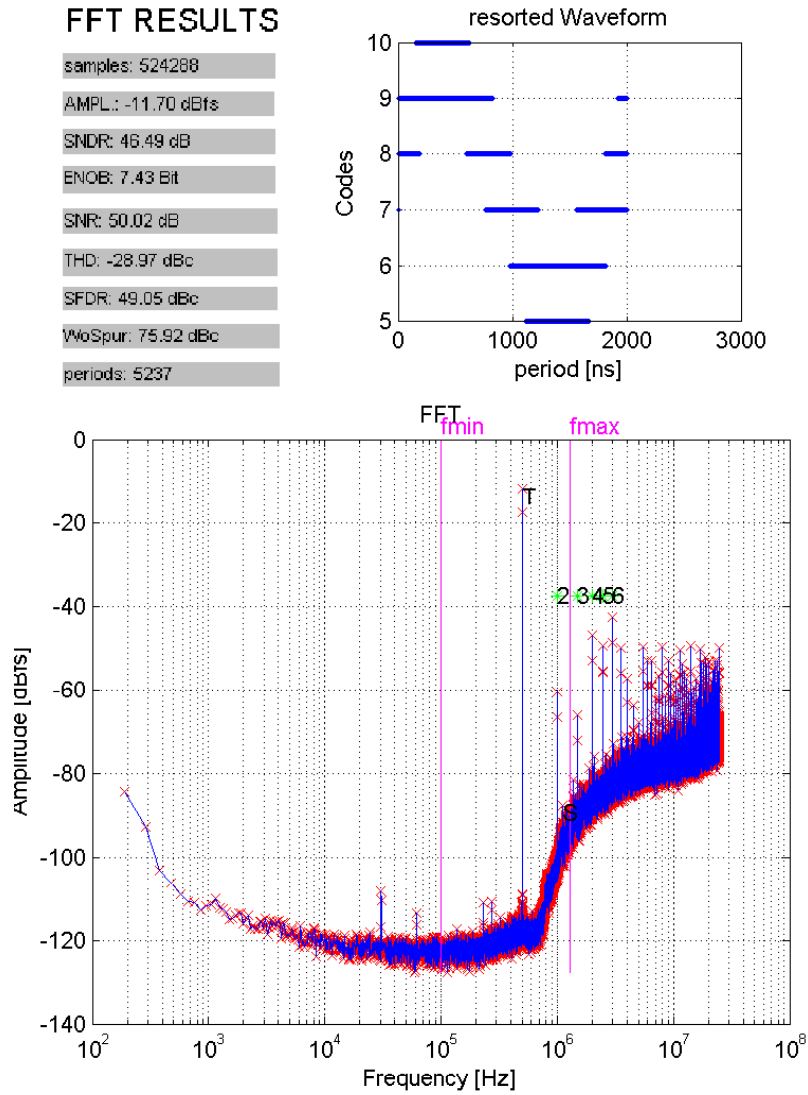 FFT RESULTS
samples: 524288
AMPL.: -11.70 dBfs
SNDR: 46.49 dB
ENOB: 7.43 Bit
SNR: 50.02 dB
THD: -28.97 dBc
SFDR: 49.05 dBc
WoSpur: 75.92 dBc
periods: 5237
resorted Waveform
10
9
8
7
6
5
0
1000
2000
3000
Codes
period [ns]
FFT
fmin
fmax
0
-20
-40
-60
-80
-100
-120
-140
T
2
3
4
5
6
S
10^2
10^3
10^4
10^5
10^6
10^7
10^8
Amplitude [dBfs]
Frequency [Hz]